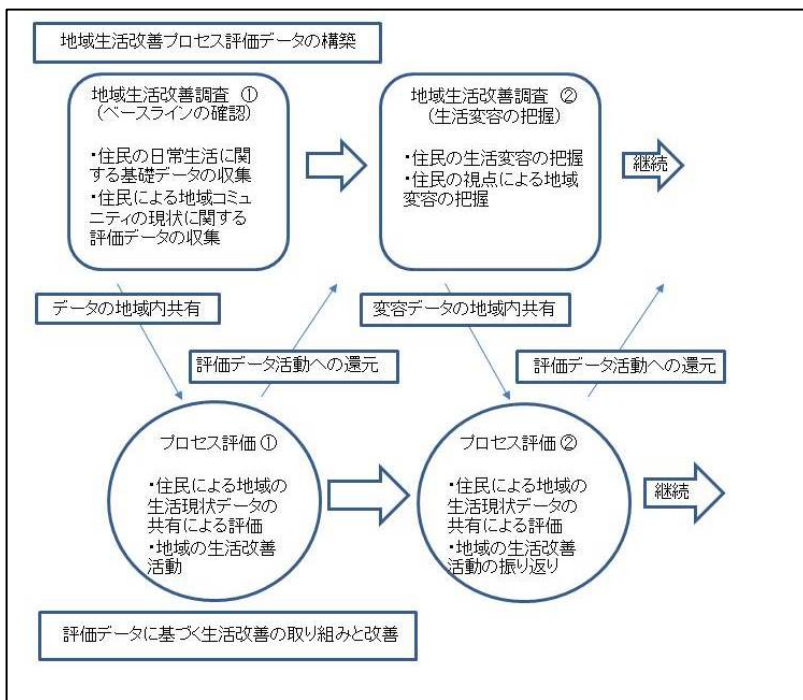 地域生活改善プロセス評価データの構築
地域生活改善調査 ①
(ベースラインの確認)
・住民の日常生活に関
する基礎データの収集
・住民による地域コミュ
ニティの現状に関する
評価データの収集
地域生活改善調査 ②
(生活変容の把握)
・住民の生活変容の把握
・住民の視点による地域
変容の把握
継続
データの地域内共有
変容データの地域内共有
評価データ活動への還元
評価データ活動への還元
プロセス評価 ①
・住民による地域の
生活現状データの
共有による評価
・地域の生活改善
活動
プロセス評価 ②
・住民による地域の
生活現状データの
共有による評価
・地域の生活改善
活動の振り返り
継続
評価データに基づく生活改善の取り組みと改善